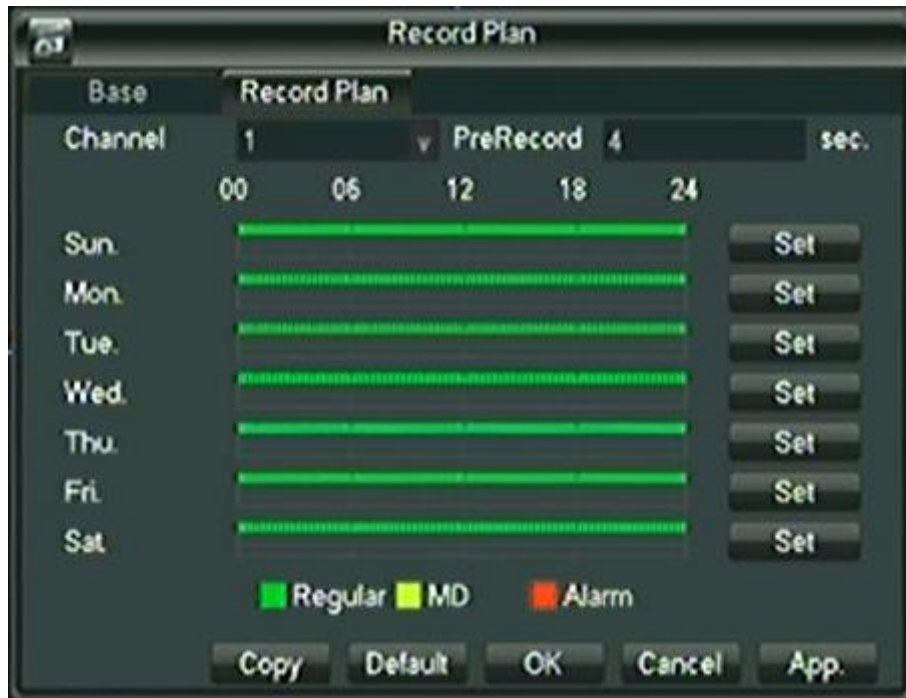 Record Plan
Base Record Plan
Channel 1 PreRecord 4 sec.
00 06 12 18 24
Sun. Set
Mon. Set
Tue. Set
Wed. Set
Thu. Set
Fri. Set
Sat. Set
Regular MD Alarm
Copy Default OK Cancel App.